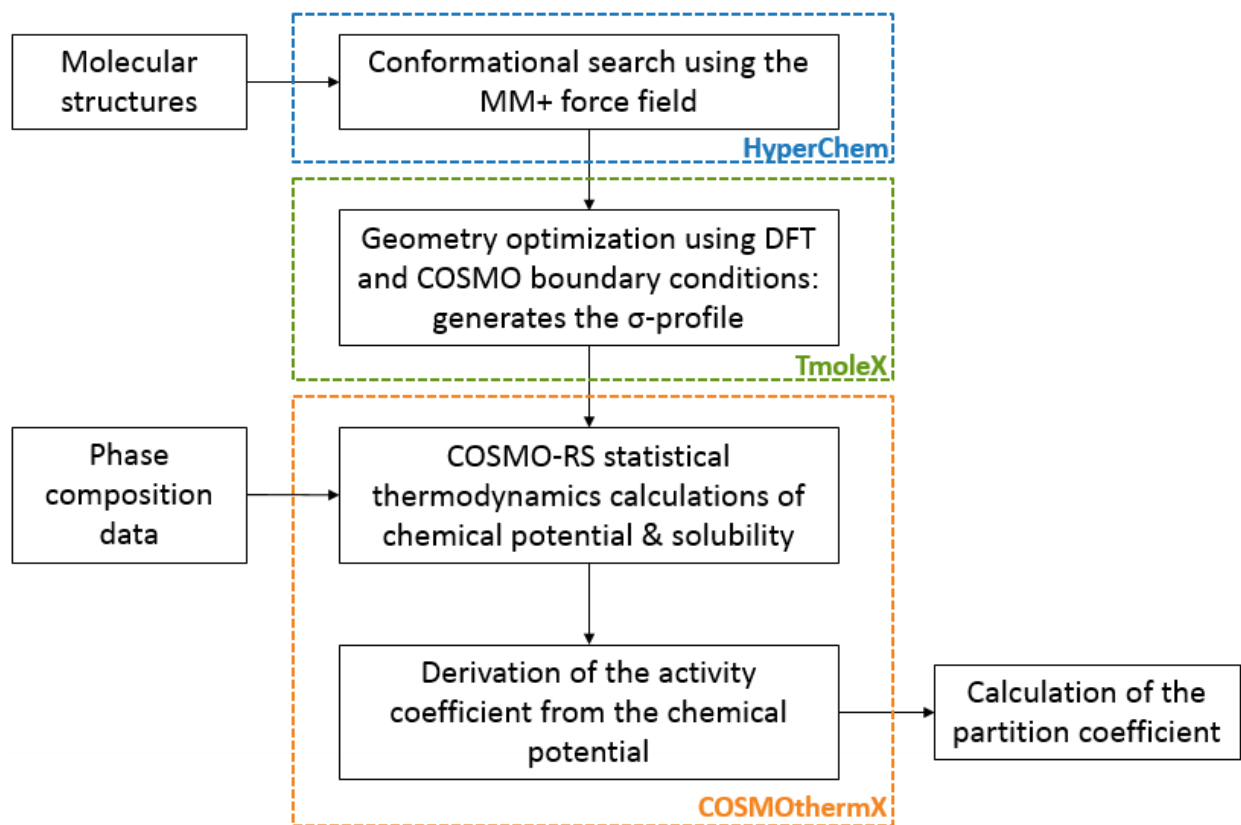 Molecular
structures
Conformational search using the
MM+ force field
HyperChem
Geometry optimization using DFT
and COSMO boundary conditions:
generates the σ-profile
TmoleX
Phase
composition
data
COSMO-RS statistical
thermodynamics calculations of
chemical potential & solubility
Derivation of the activity
coefficient from the chemical
potential
COSMOthermX
Calculation of the
partition coefficient